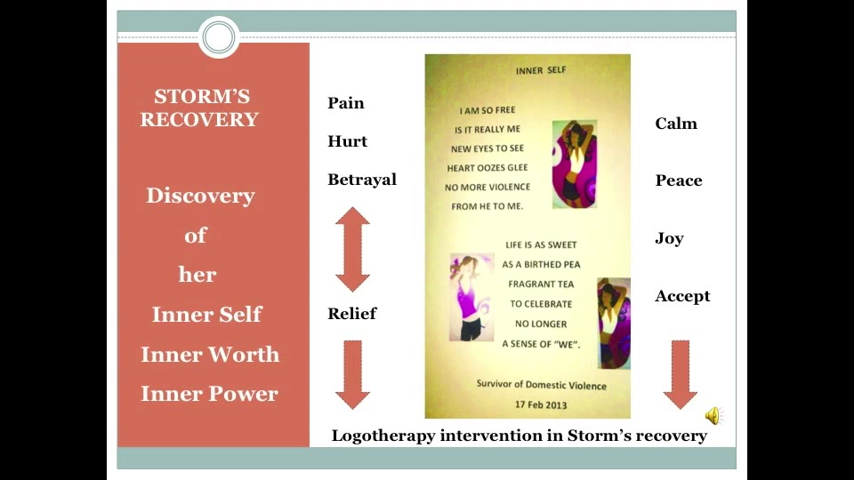 STORM'S
RECOVERY
Discovery
of
her
Inner Self
Inner Worth
Inner Power
Pain
Hurt
Betrayal
Relief
INNER SELF
I AM SO FREE
IS IT REALLY ME
NEW EYES TO SEE
HEART OOZES GLEE
NO MORE VIOLENCE
FROM HE TO ME.
LIFE IS AS SWEET
AS A BIRTHED PEA
FRAGRANT TEA
TO CELEBRATE
NO LONGER
A SENSE OF "WE".
Survivor of Domestic Violence
17 Feb 2013
Calm
Peace
Joy
Accept
Logotherapy intervention in Storm's recovery